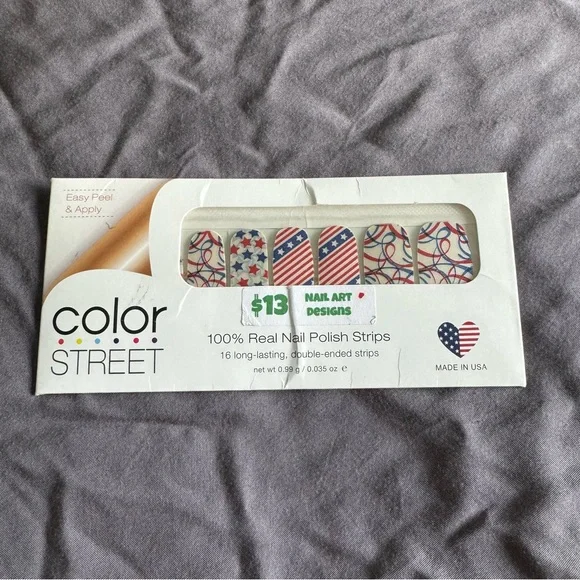 Easy Peel
& Apply
color
STREET
$13 NAIL ART
DESIGNS
100% Real Nail Polish Strips
16 long-lasting, double-ended strips
net wt 0.99 g / 0.035 oz ℮
MADE IN USA